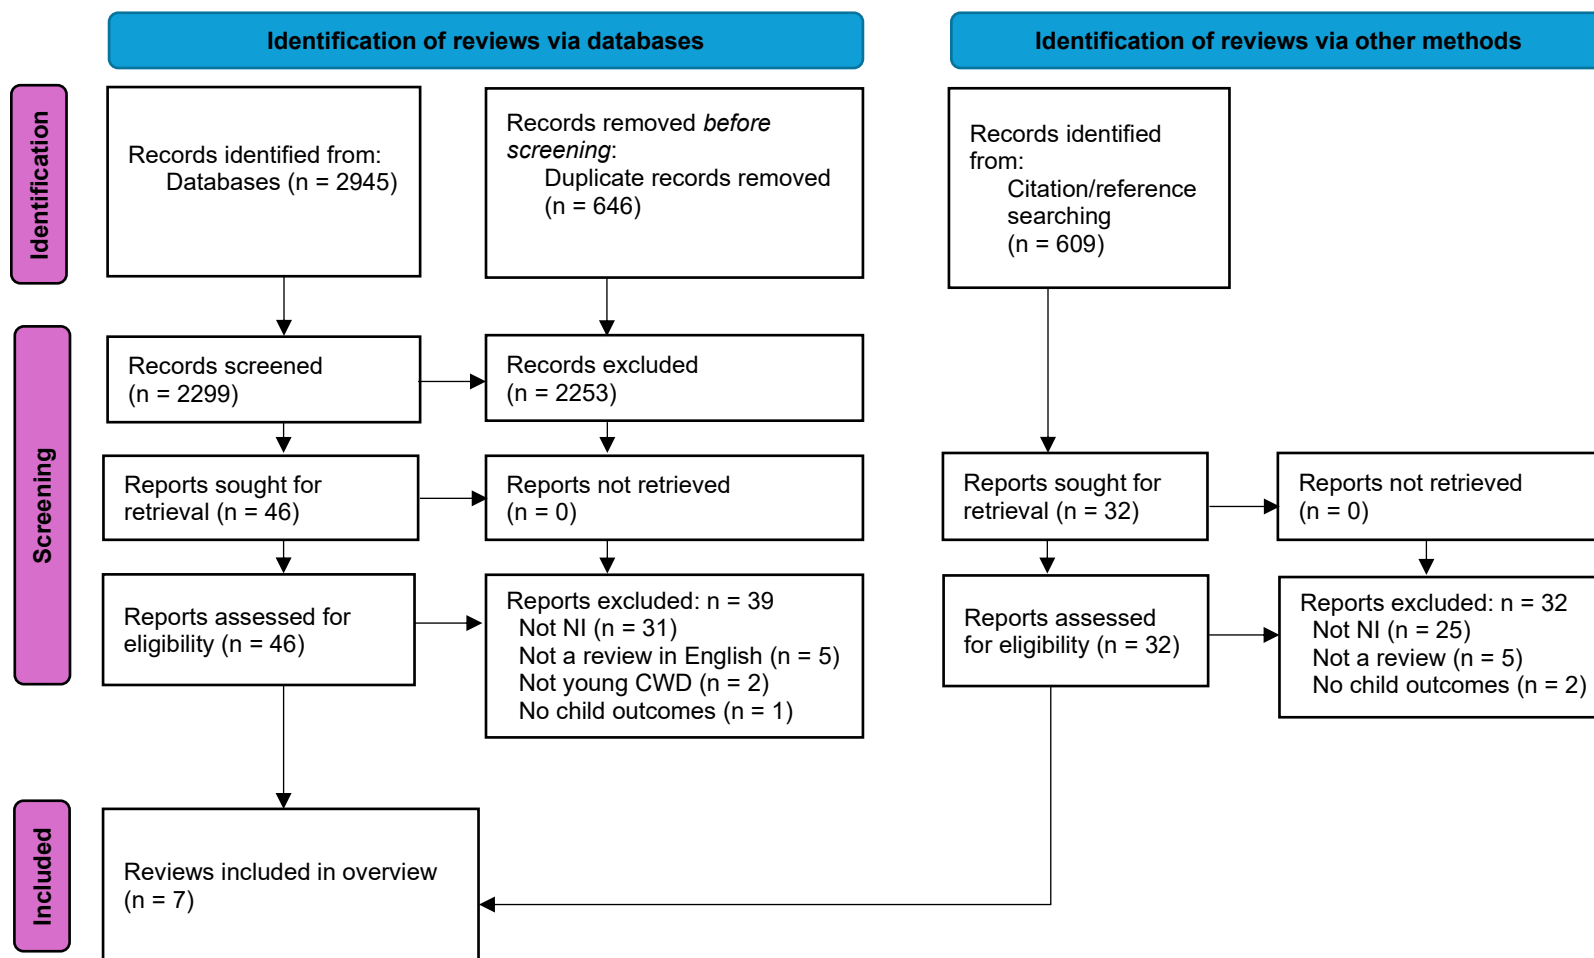 Identification of reviews via databases
Identification of reviews via other methods
Identification
Records identified from:
Databases (n = 2945)
Records removed before
screening:
Duplicate records removed
(n = 646)
Records identified
from:
Citation/reference
searching
(n = 609)
Screening
Records screened
(n = 2299)
Records excluded
(n = 2253)
Reports sought for
retrieval (n = 46)
Reports not retrieved
(n = 0)
Reports sought for
retrieval (n = 32)
Reports not retrieved
(n = 0)
Reports assessed for
eligibility (n = 46)
Reports excluded: n = 39
Not NI (n = 31)
Not a review in English (n = 5)
Not young CWD (n = 2)
No child outcomes (n = 1)
Reports assessed
for eligibility (n = 32)
Reports excluded: n = 32
Not NI (n = 25)
Not a review (n = 5)
No child outcomes (n = 2)
Included
Reviews included in overview
(n = 7)